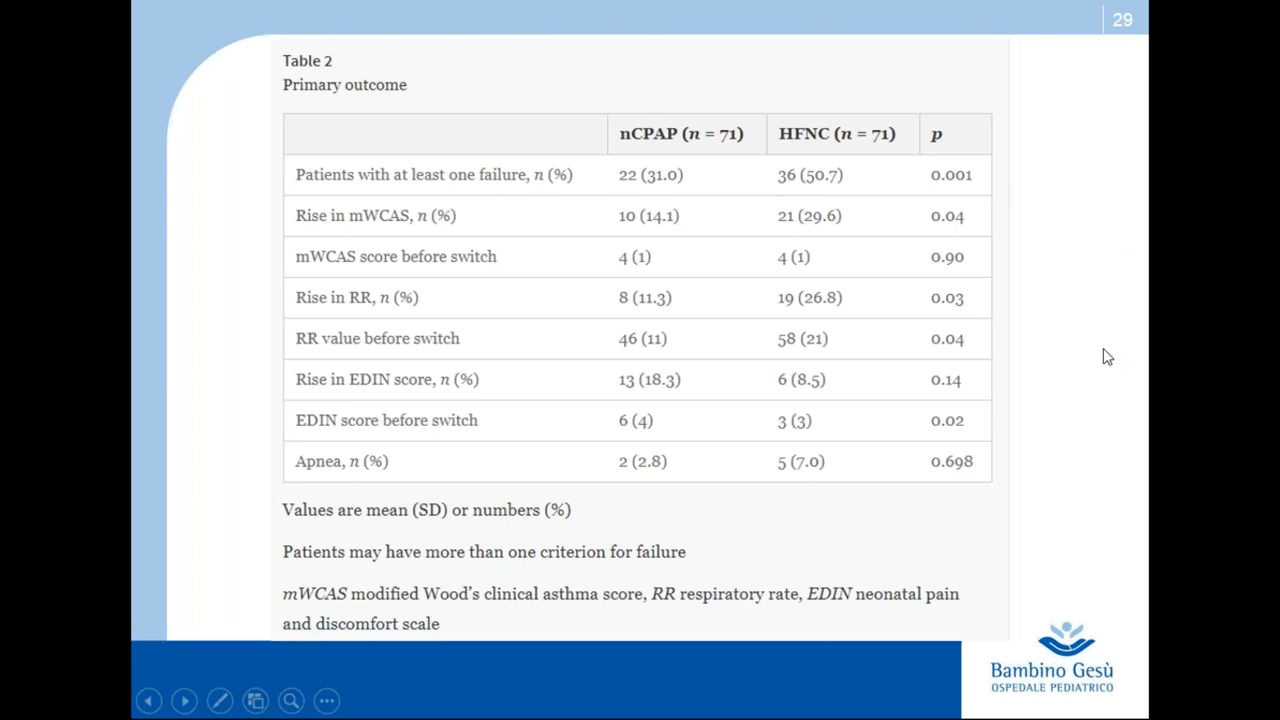 29
Table 2
Primary outcome
nCPAP (n = 71) HFNC (n = 71) p
Patients with at least one failure, n (%) 22 (31.0) 36 (50.7) 0.001
Rise in mWCAS, n (%) 10 (14.1) 21 (29.6) 0.04
mWCAS score before switch 4 (1) 4 (1) 0.90
Rise in RR, n (%) 8 (11.3) 19 (26.8) 0.03
RR value before switch 46 (11) 58 (21) 0.04
Rise in EDIN score, n (%) 13 (18.3) 6 (8.5) 0.14
EDIN score before switch 6 (4) 3 (3) 0.02
Apnea, n (%) 2 (2.8) 5 (7.0) 0.698
Values are mean (SD) or numbers (%)
Patients may have more than one criterion for failure
mWCAS modified Wood’s clinical asthma score, RR respiratory rate, EDIN neonatal pain
and discomfort scale
Bambino Gesù
OSPEDALE PEDIATRICO